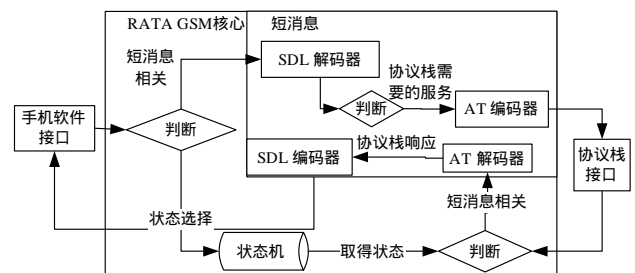 RATA GSM核心
短消息
短消息
相关
SDL 解码器
协议栈需
要的服务
判断
AT 编码器
手机软件
接口
判断
协议栈响应
SDL 编码器
AT 解码器
协议栈
接口
状态选择
短消息相关
状态机
取得状态
判断